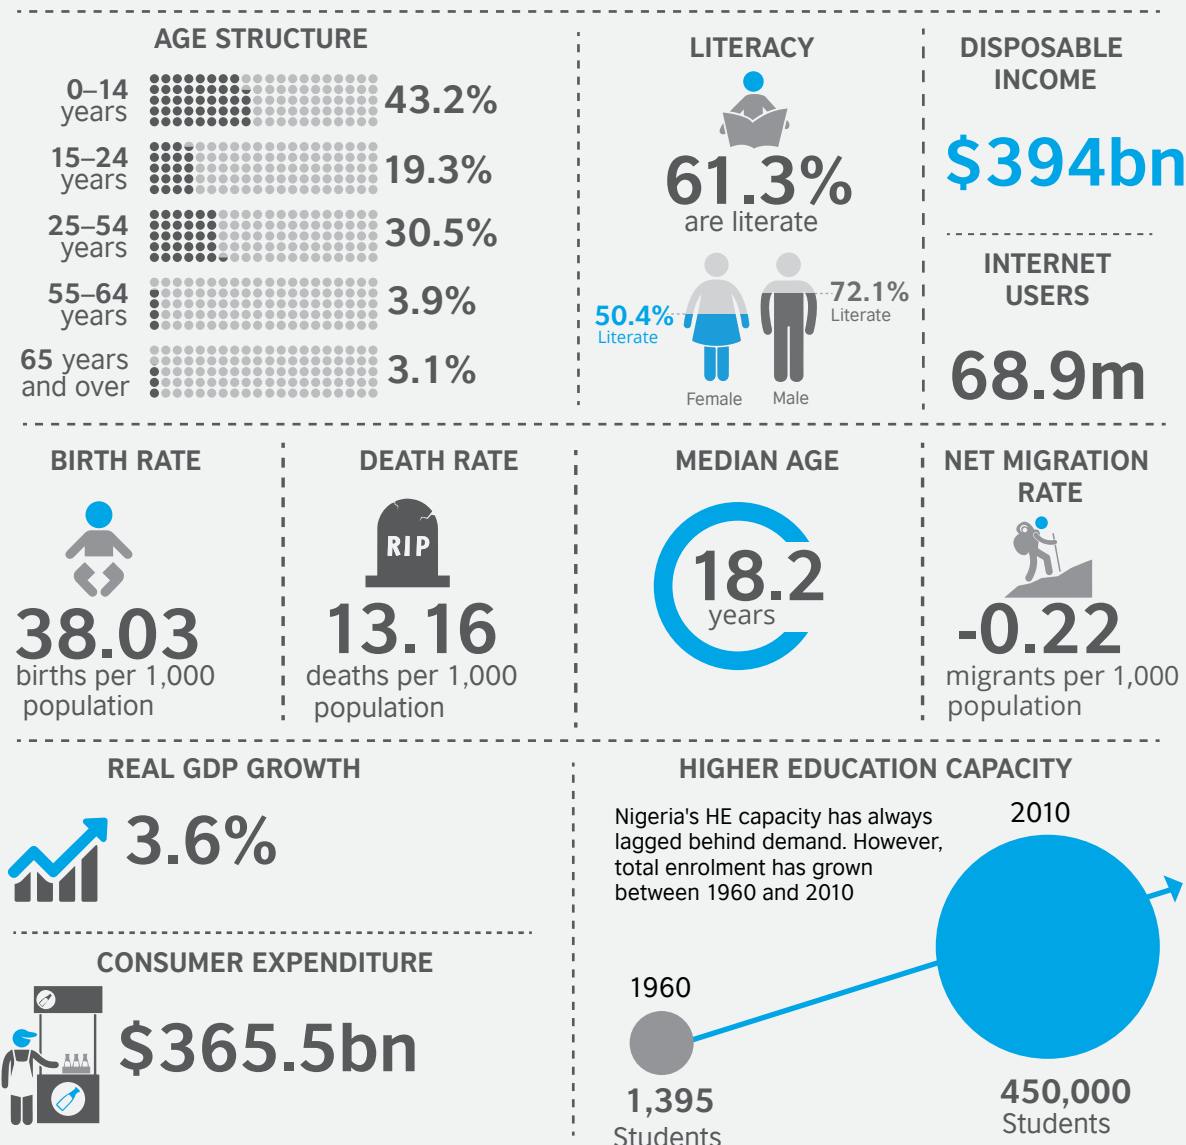 AGE STRUCTURE
0–14
years
43.2%
15–24
years
19.3%
25–54
years
30.5%
55–64
years
3.9%
65 years
and over
3.1%
LITERACY
61.3%
are literate
50.4%
Literate
72.1%
Literate
Female
Male
DISPOSABLE
INCOME
$394bn
INTERNET
USERS
68.9m
BIRTH RATE
38.03
births per 1,000
population
DEATH RATE
RIP
13.16
deaths per 1,000
population
MEDIAN AGE
18.2
years
NET MIGRATION
RATE
-0.22
migrants per 1,000
population
REAL GDP GROWTH
3.6%
CONSUMER EXPENDITURE
$365.5bn
HIGHER EDUCATION CAPACITY
Nigeria's HE capacity has always
lagged behind demand. However,
total enrolment has grown
between 1960 and 2010
1960
1,395
Students
2010
450,000
Students